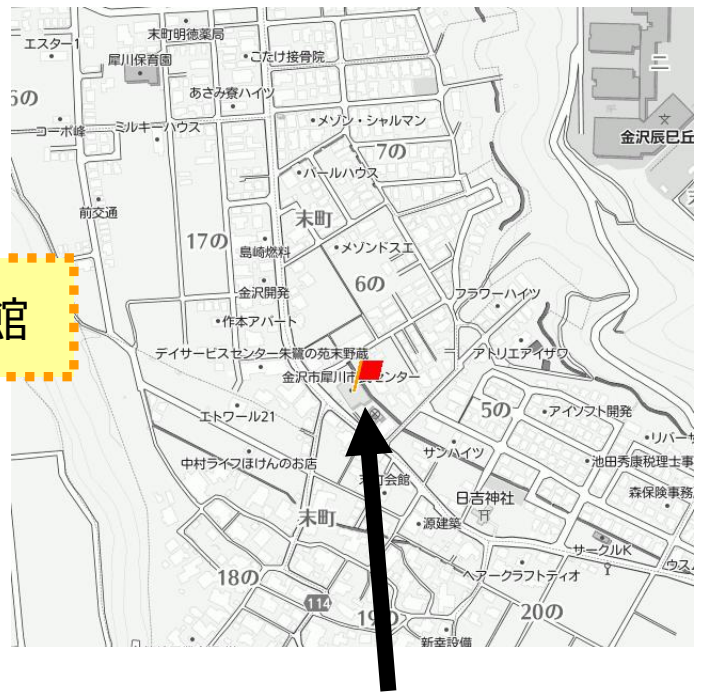 エスター1
末町明徳薬局
犀川保育園
こたけ接骨院
6の
あさみ寮ハイツ
コーポ峰
ミルキーハウス
メゾン・シャルマン
金沢辰巳丘
7の
パールハウス
前交通
末町
17の
島崎燃料
メゾンドスエ
6の
館
金沢開発
フラワーハイツ
作本アパート
デイサービスセンター朱鷺の苑末野蔵
アトリエアイザワ
金沢市犀川市
センター
5の
アイソフト開発
エトワール21
サンハイツ
リバーサ
中村ライフほけんのお店
池田秀康税理士事
町会館
日吉神社
森保険事務
末町
源建築
サークルK
ウス
18の
ヘアークラフトティオ
114
19の
20の
新幸設備